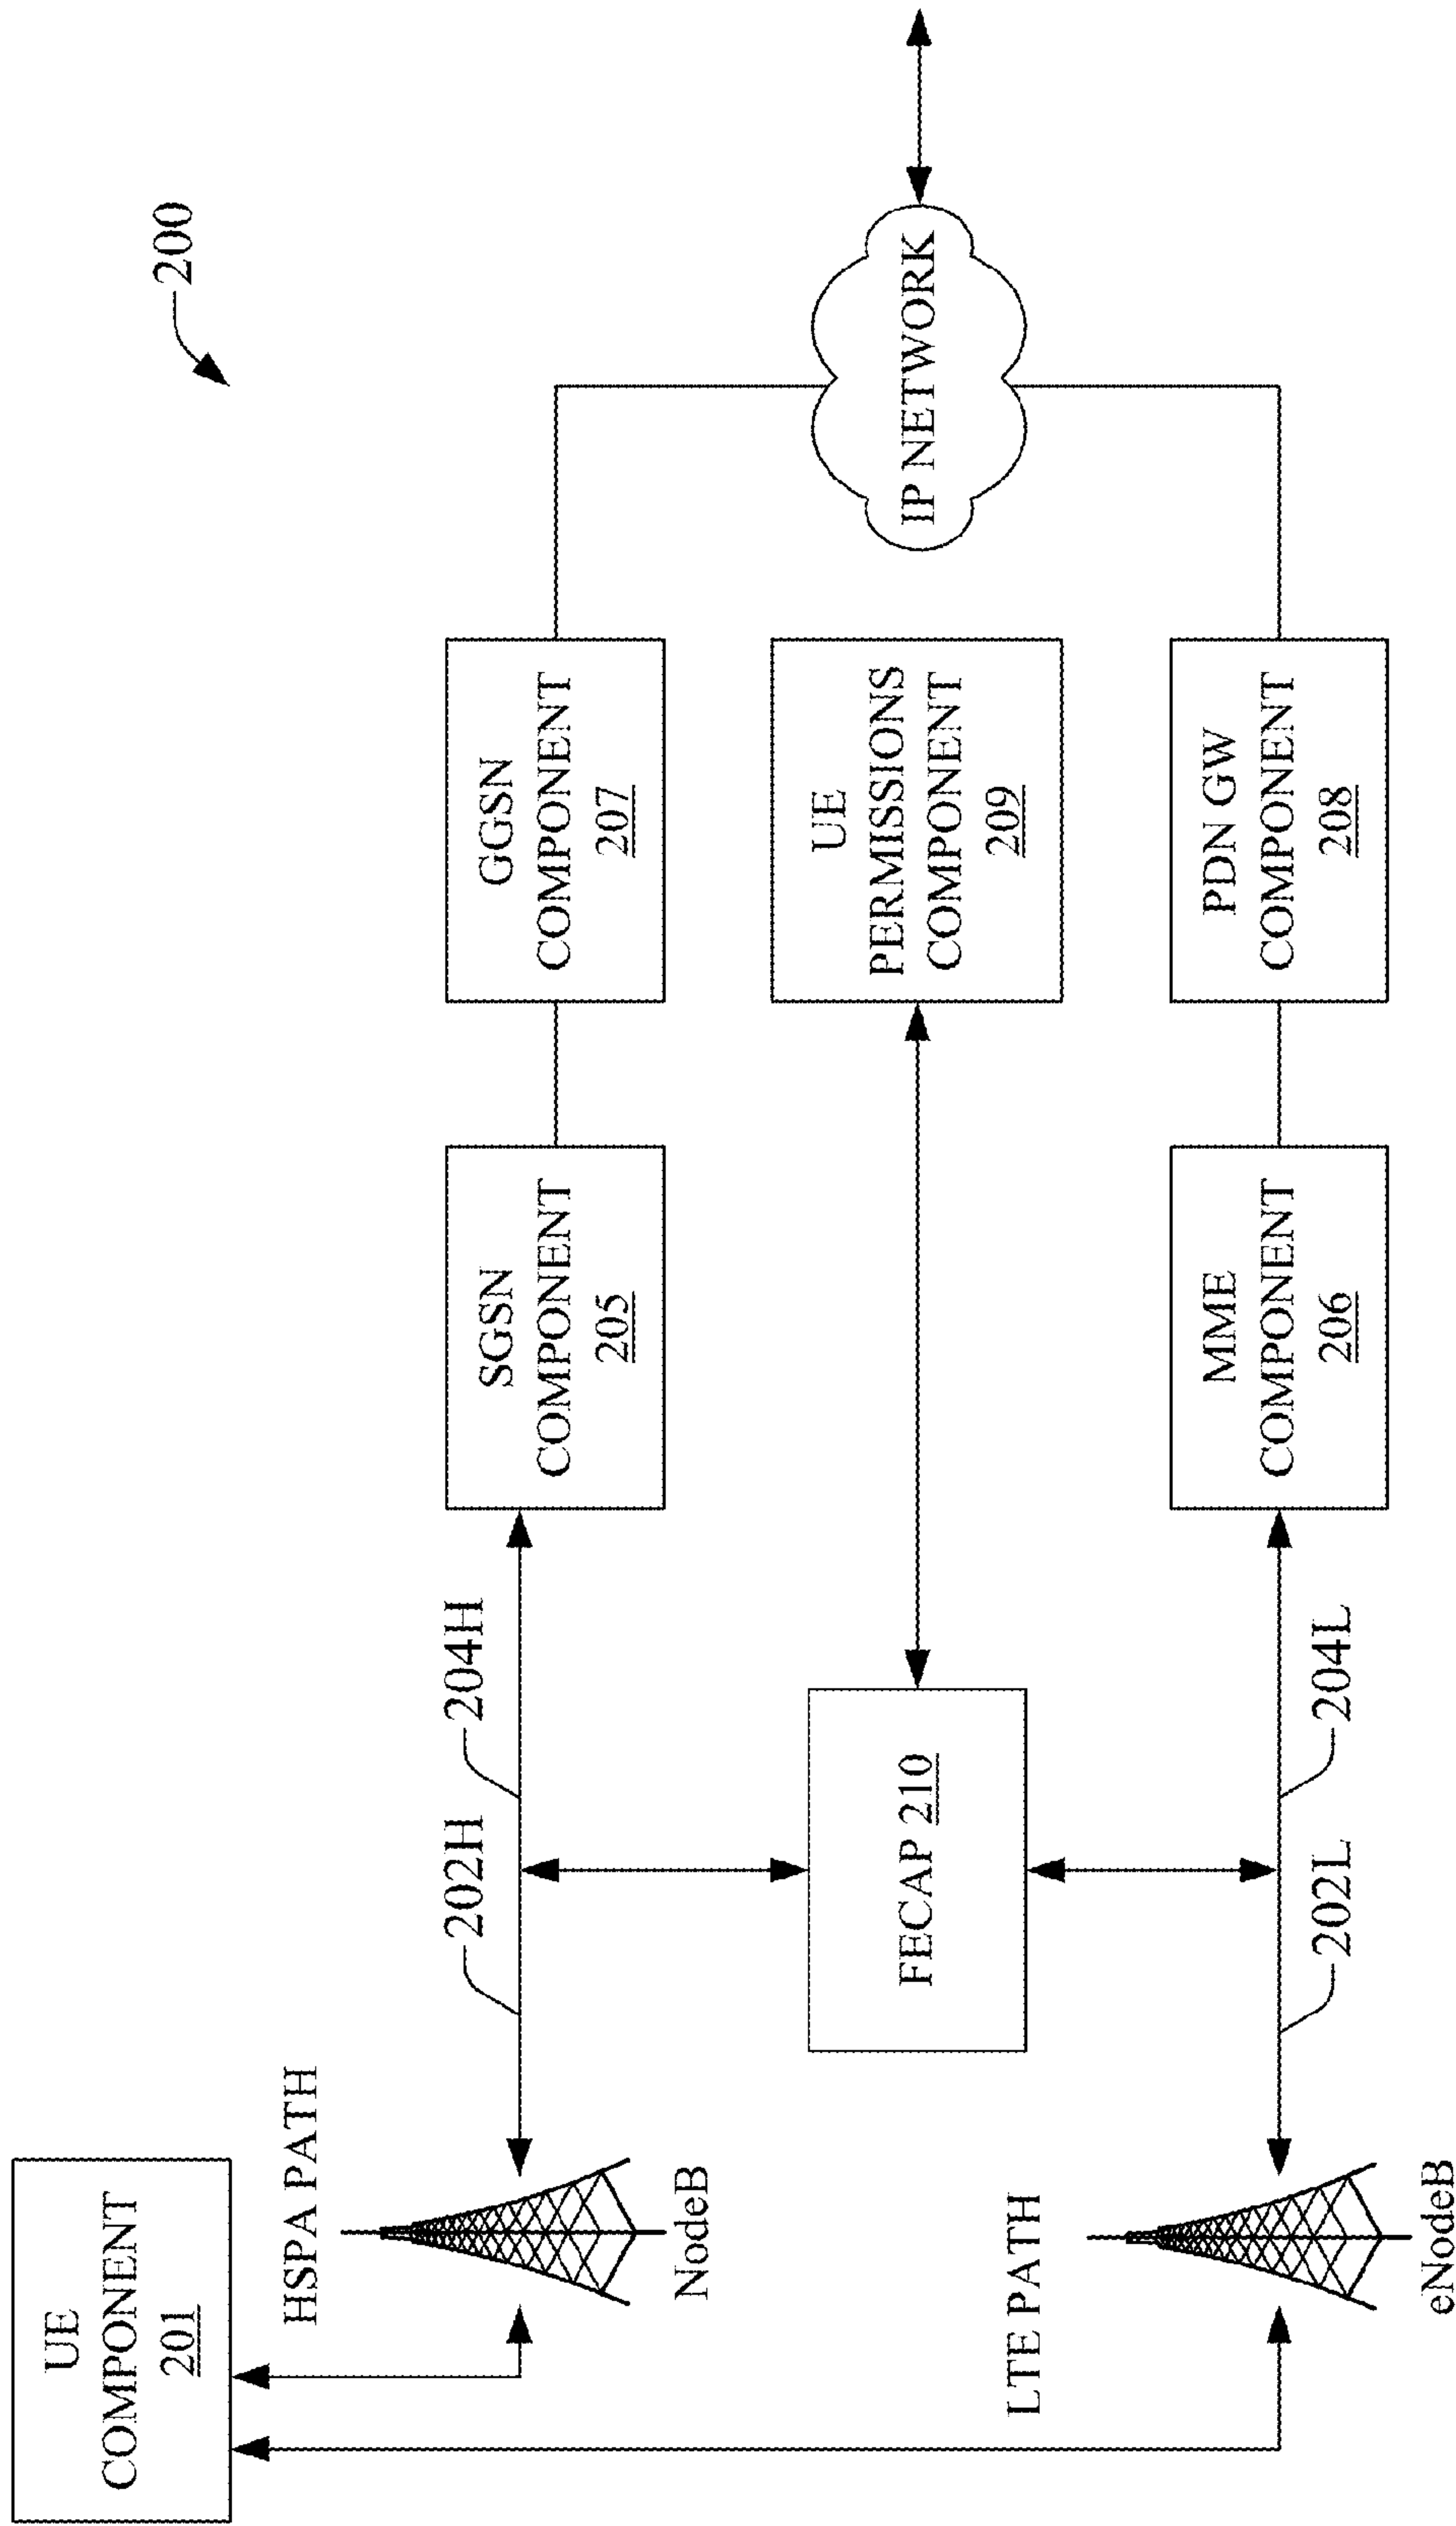 200
UE
COMPONENT
201
HSPA PATH
NodeB
202H
204H
SGSN
COMPONENT
205
GGSN
COMPONENT
207
FECAP 210
UE
PERMISSIONS
COMPONENT
209
IP NETWORK
LTE PATH
eNodeB
202L
204L
MME
COMPONENT
206
PDN GW
COMPONENT
208